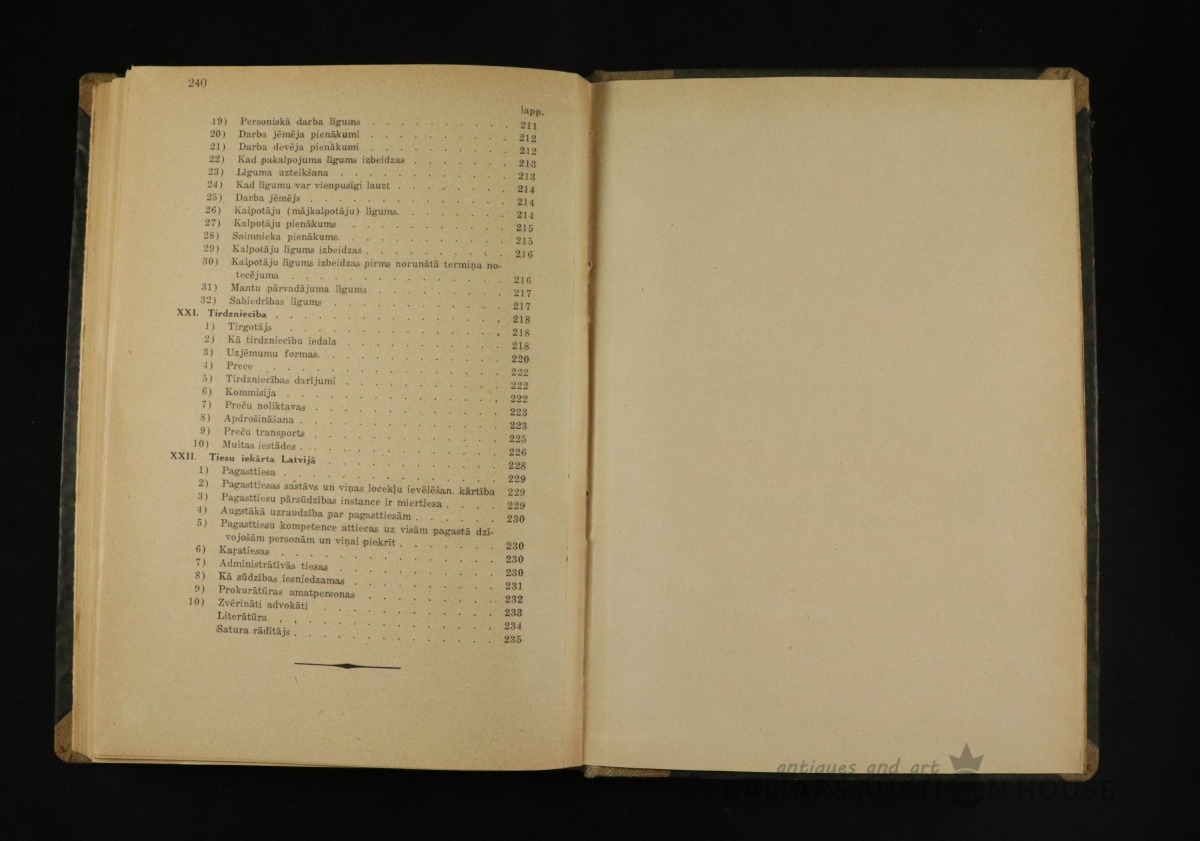 240
lapp.
19) Personiskā darba līgums . . . . . . . . . . 211
20) Darba ņēmēja pienākumi . . . . . . . . . . 212
21) Darba devēja pienākumi . . . . . . . . . . 212
22) Kad pakalpojuma līgums izbeidzas . . . . . . . 213
23) Līguma uzteikšana . . . . . . . . . . . . 213
24) Kad līgumu var vienpusīgi lauzt . . . . . . . . 214
25) Darba jēmējs . . . . . . . . . . . . . . 214
26) Kalpotāju (mājkalpotāju) līgums. . . . . . . . 214
27) Kalpotāju pienākums . . . . . . . . . . . . 215
28) Saimnieka pienākums. . . . . . . . . . . . 215
29) Kalpotāju līgums izbeidzas . . . . . . . . . . 216
30) Kalpotāju līgums izbeidzas pirms norunātā termiņa no-
tecējuma . . . . . . . . . . . . . . . 216
31) Mantu pārvadājuma līgums . . . . . . . . . . 217
32) Sabiedrības līgums . . . . . . . . . . . . 217
XXI. Tirdzniecība . . . . . . . . . . . . . . . . 218
1) Tirgotājs . . . . . . . . . . . . . . . 218
2) Kā tirdzniecību iedala . . . . . . . . . . . 218
3) Uzņēmumu formas. . . . . . . . . . . . . 220
4) Prece . . . . . . . . . . . . . . . . . 222
5) Tirdzniecības darījumi . . . . . . . . . . . 222
6) Kommisija . . . . . . . . . . . . . . . 222
7) Preču noliktavas . . . . . . . . . . . . . 223
8) Apdrošināšana . . . . . . . . . . . . . . 223
9) Preču transports . . . . . . . . . . . . . 225
10) Muitas iestādes . . . . . . . . . . . . . . 226
XXII. Tiesu iekārta Latvijā . . . . . . . . . . . . 228
1) Pagasttiesa . . . . . . . . . . . . . . . 229
2) Pagasttiesas sastāvs un viņas locekļu ievēlēšan. kārtība 229
3) Pagasttiesu pārsūdzības instance ir miertiesa . . . . 229
4) Augstākā uzraudzība par pagasttiesām . . . . . . 230
5) Pagasttiesu kompetence attiecas uz visām pagastā dzī-
vojošām personām un viņai piekrīt . . . . . . . 230
6) Kaŗatiesas . . . . . . . . . . . . . . . 230
7) Administrātīvās tiesas . . . . . . . . . . . 230
8) Kā sūdzības iesniedzamas . . . . . . . . . . 231
9) Prokurātūras amatpersonas . . . . . . . . . . 232
10) Zvērināti advokāti . . . . . . . . . . . . 233
Literātūra . . . . . . . . . . . . . . . 234
Satura rādītājs . . . . . . . . . . . . . . 235
antiques and art
BALTARS AUCTION HOUSE